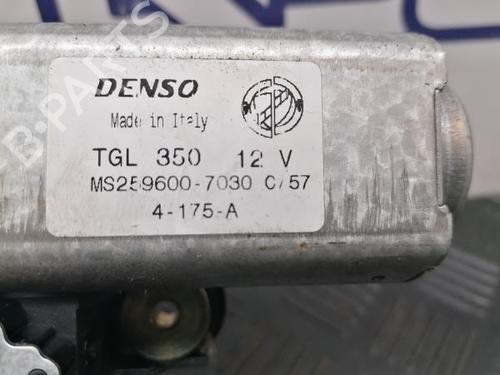 DENSO
Made in Italy
TGL 350 12 V
MS259600-7030 C/57
4-175-A
B-PARTS